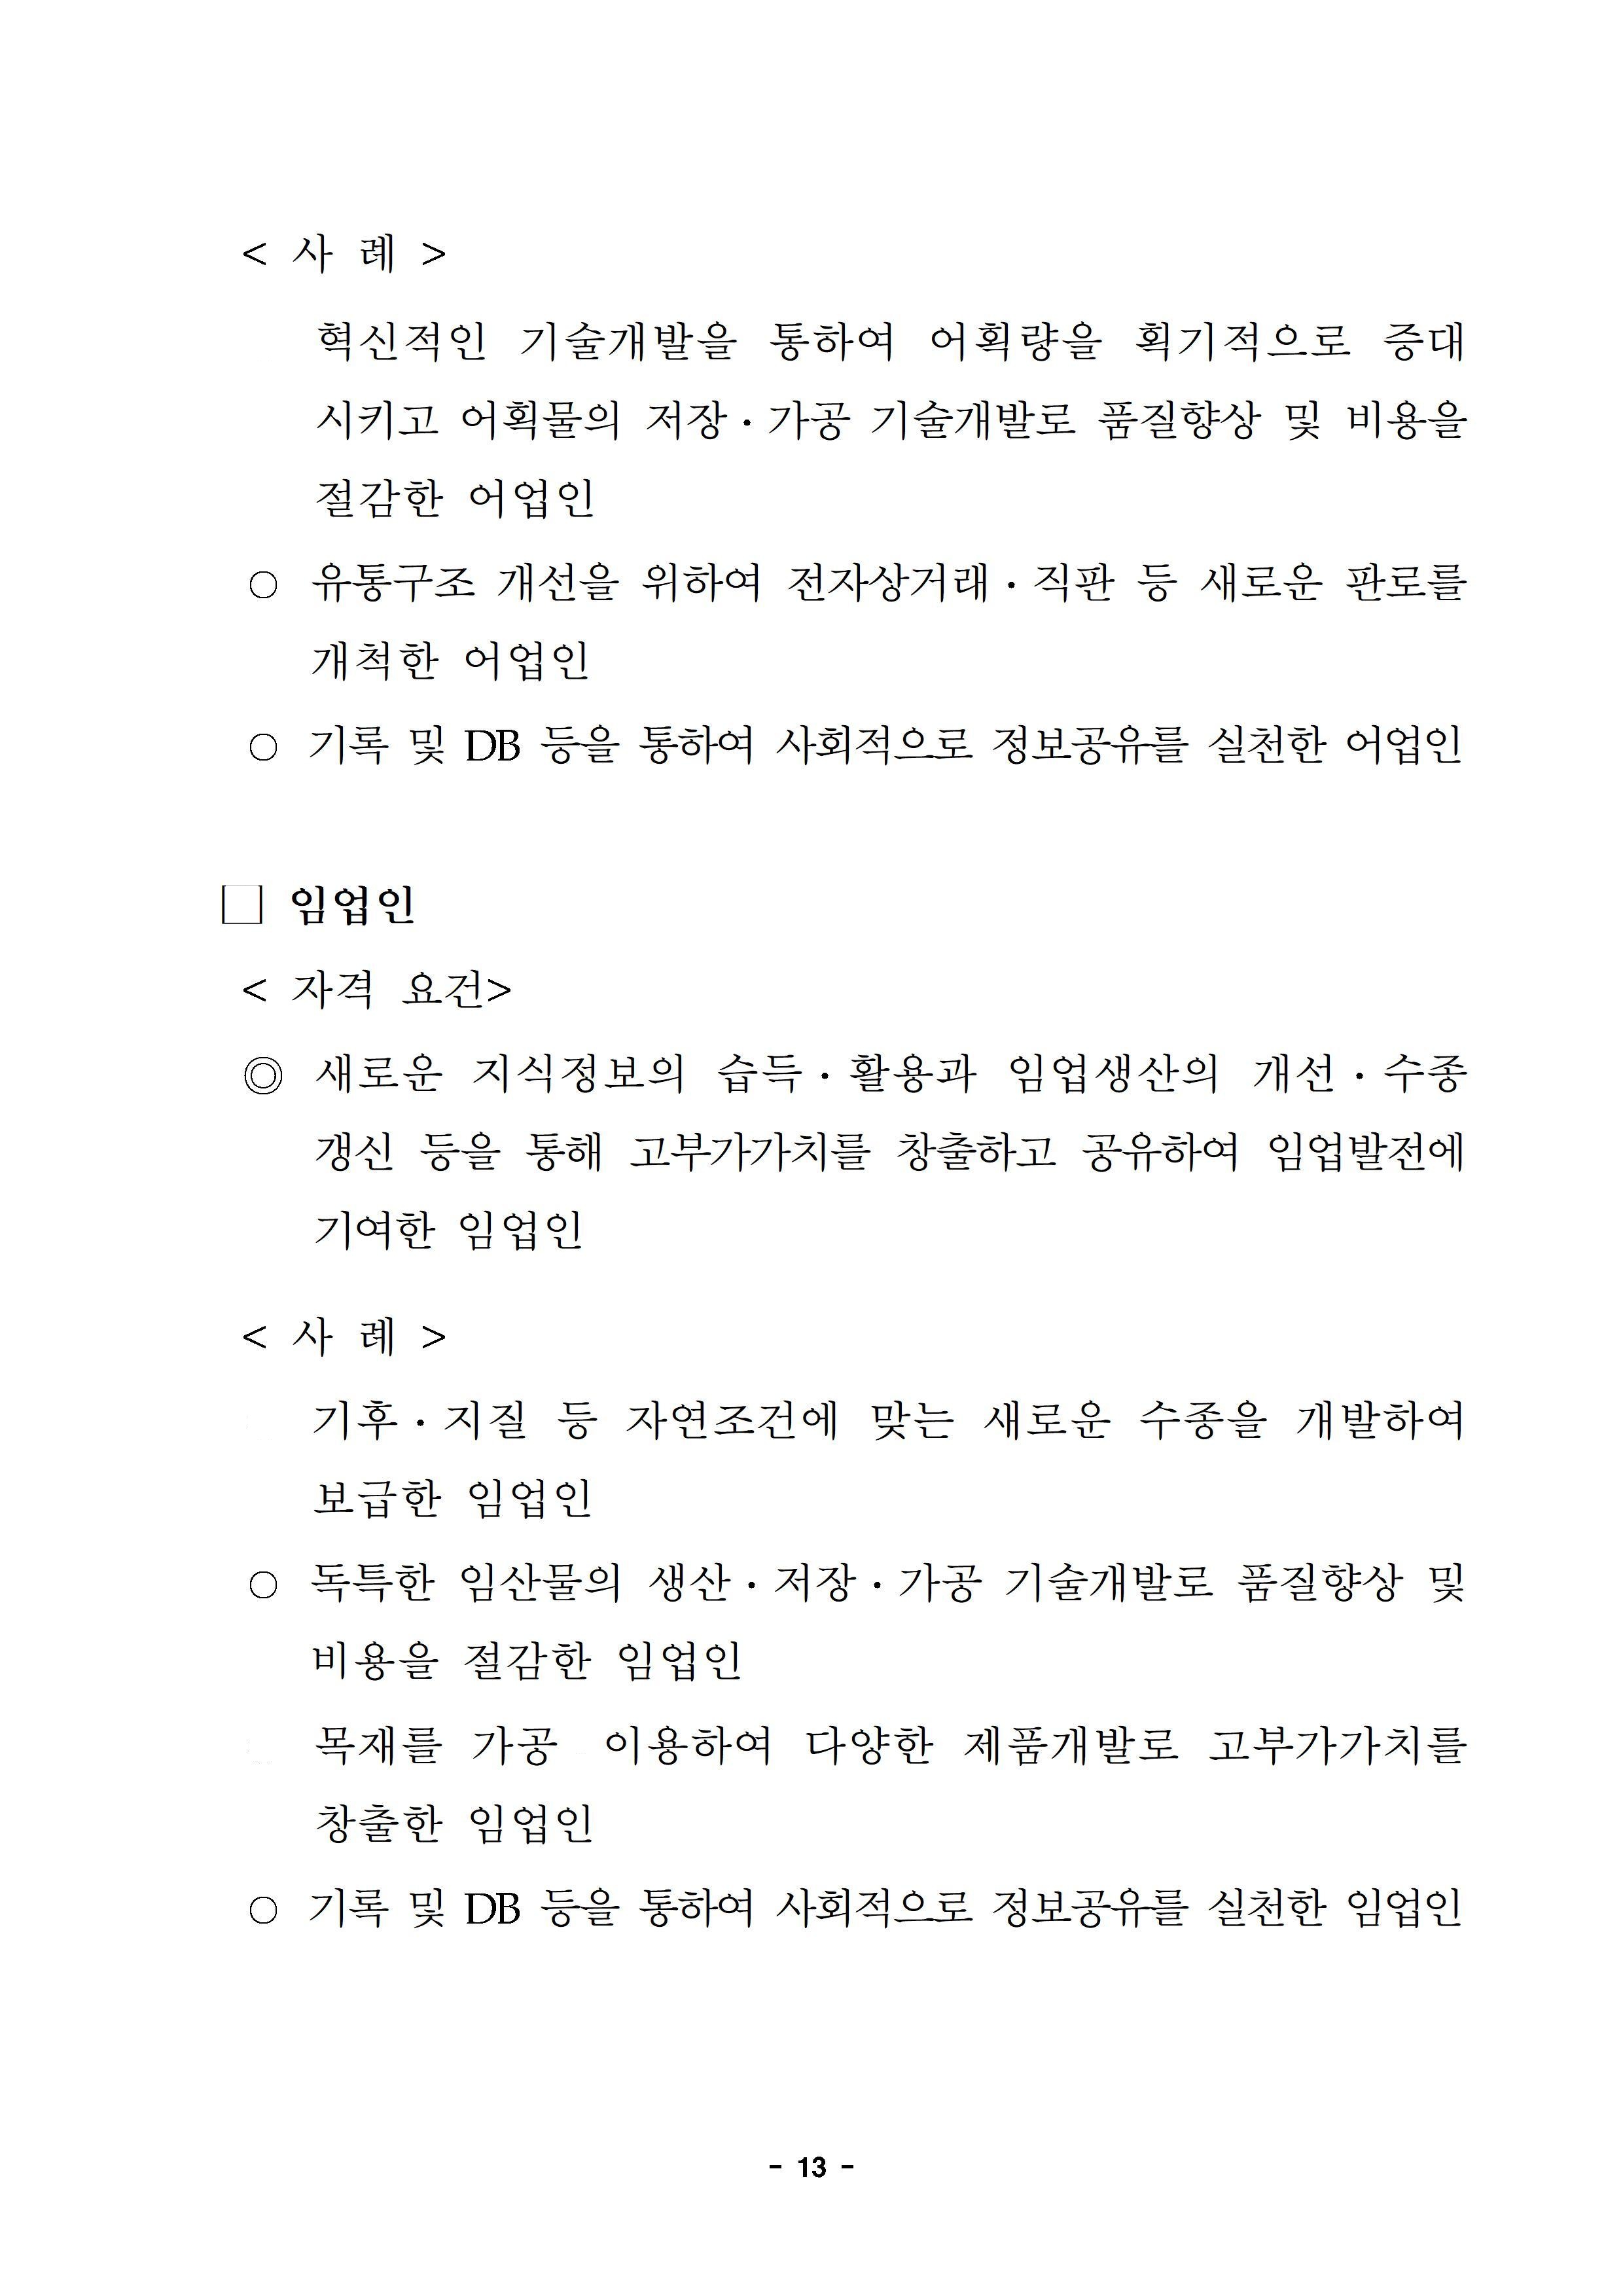 < 사 례 >
혁신적인 기술개발을 통하여 어획량을 획기적으로 증대
시키고 어획물의 저장·가공 기술개발로 품질향상 및 비용을
절감한 어업인
○ 유통구조 개선을 위하여 전자상거래·직판 등 새로운 판로를
개척한 어업인
○ 기록 및 DB 등을 통하여 사회적으로 정보공유를 실천한 어업인
□ 임업인
< 자격 요건>
◎ 새로운 지식정보의 습득·활용과 임업생산의 개선·수종
갱신 등을 통해 고부가가치를 창출하고 공유하여 임업발전에
기여한 임업인
< 사 례 >
기후·지질 등 자연조건에 맞는 새로운 수종을 개발하여
보급한 임업인
○ 독특한 임산물의 생산·저장·가공 기술개발로 품질향상 및
비용을 절감한 임업인
목재를 가공 이용하여 다양한 제품개발로 고부가가치를
창출한 임업인
○ 기록 및 DB 등을 통하여 사회적으로 정보공유를 실천한 임업인
- 13 -